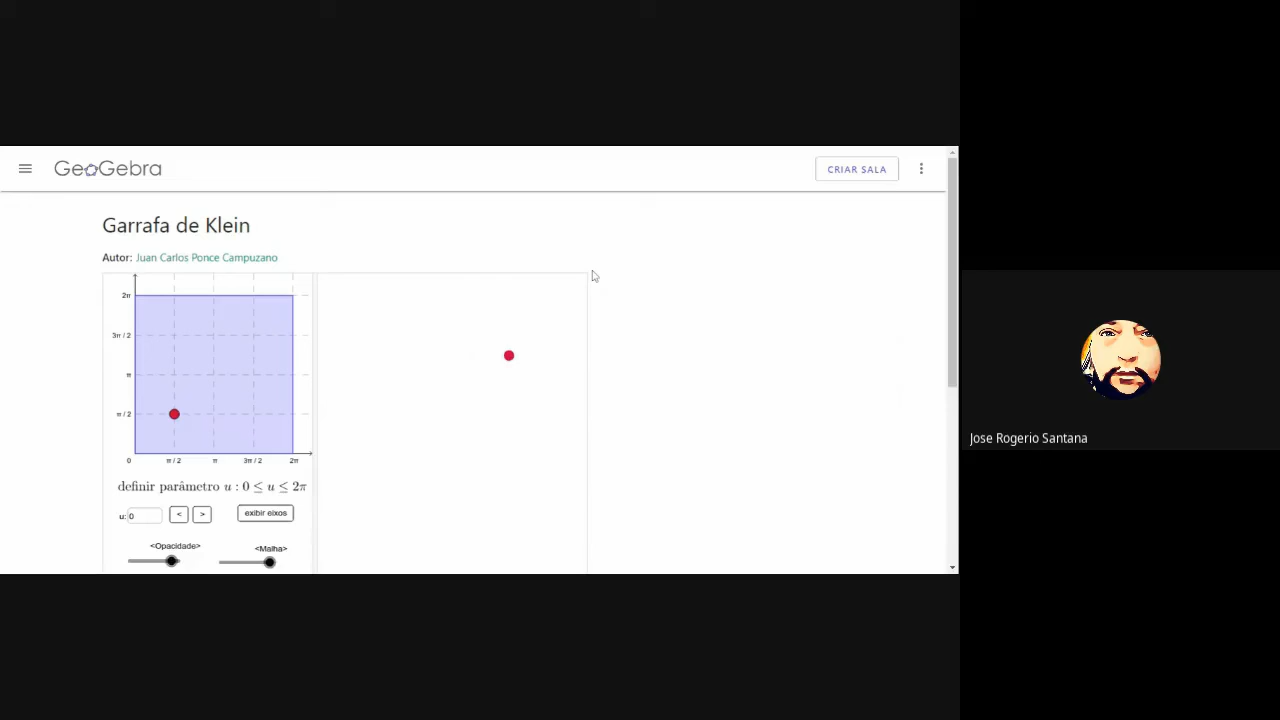 GeoGebra
CRIAR SALA
Garrafa de Klein
Autor: Juan Carlos Ponce Campuzano
2π
3π / 2
π
π / 2
0 π / 2 π 3π / 2 2π
definir parâmetro u : 0 ≤ u ≤ 2π
u: 0 < > exibir eixos
<Opacidade> <Malha>
Jose Rogerio Santana